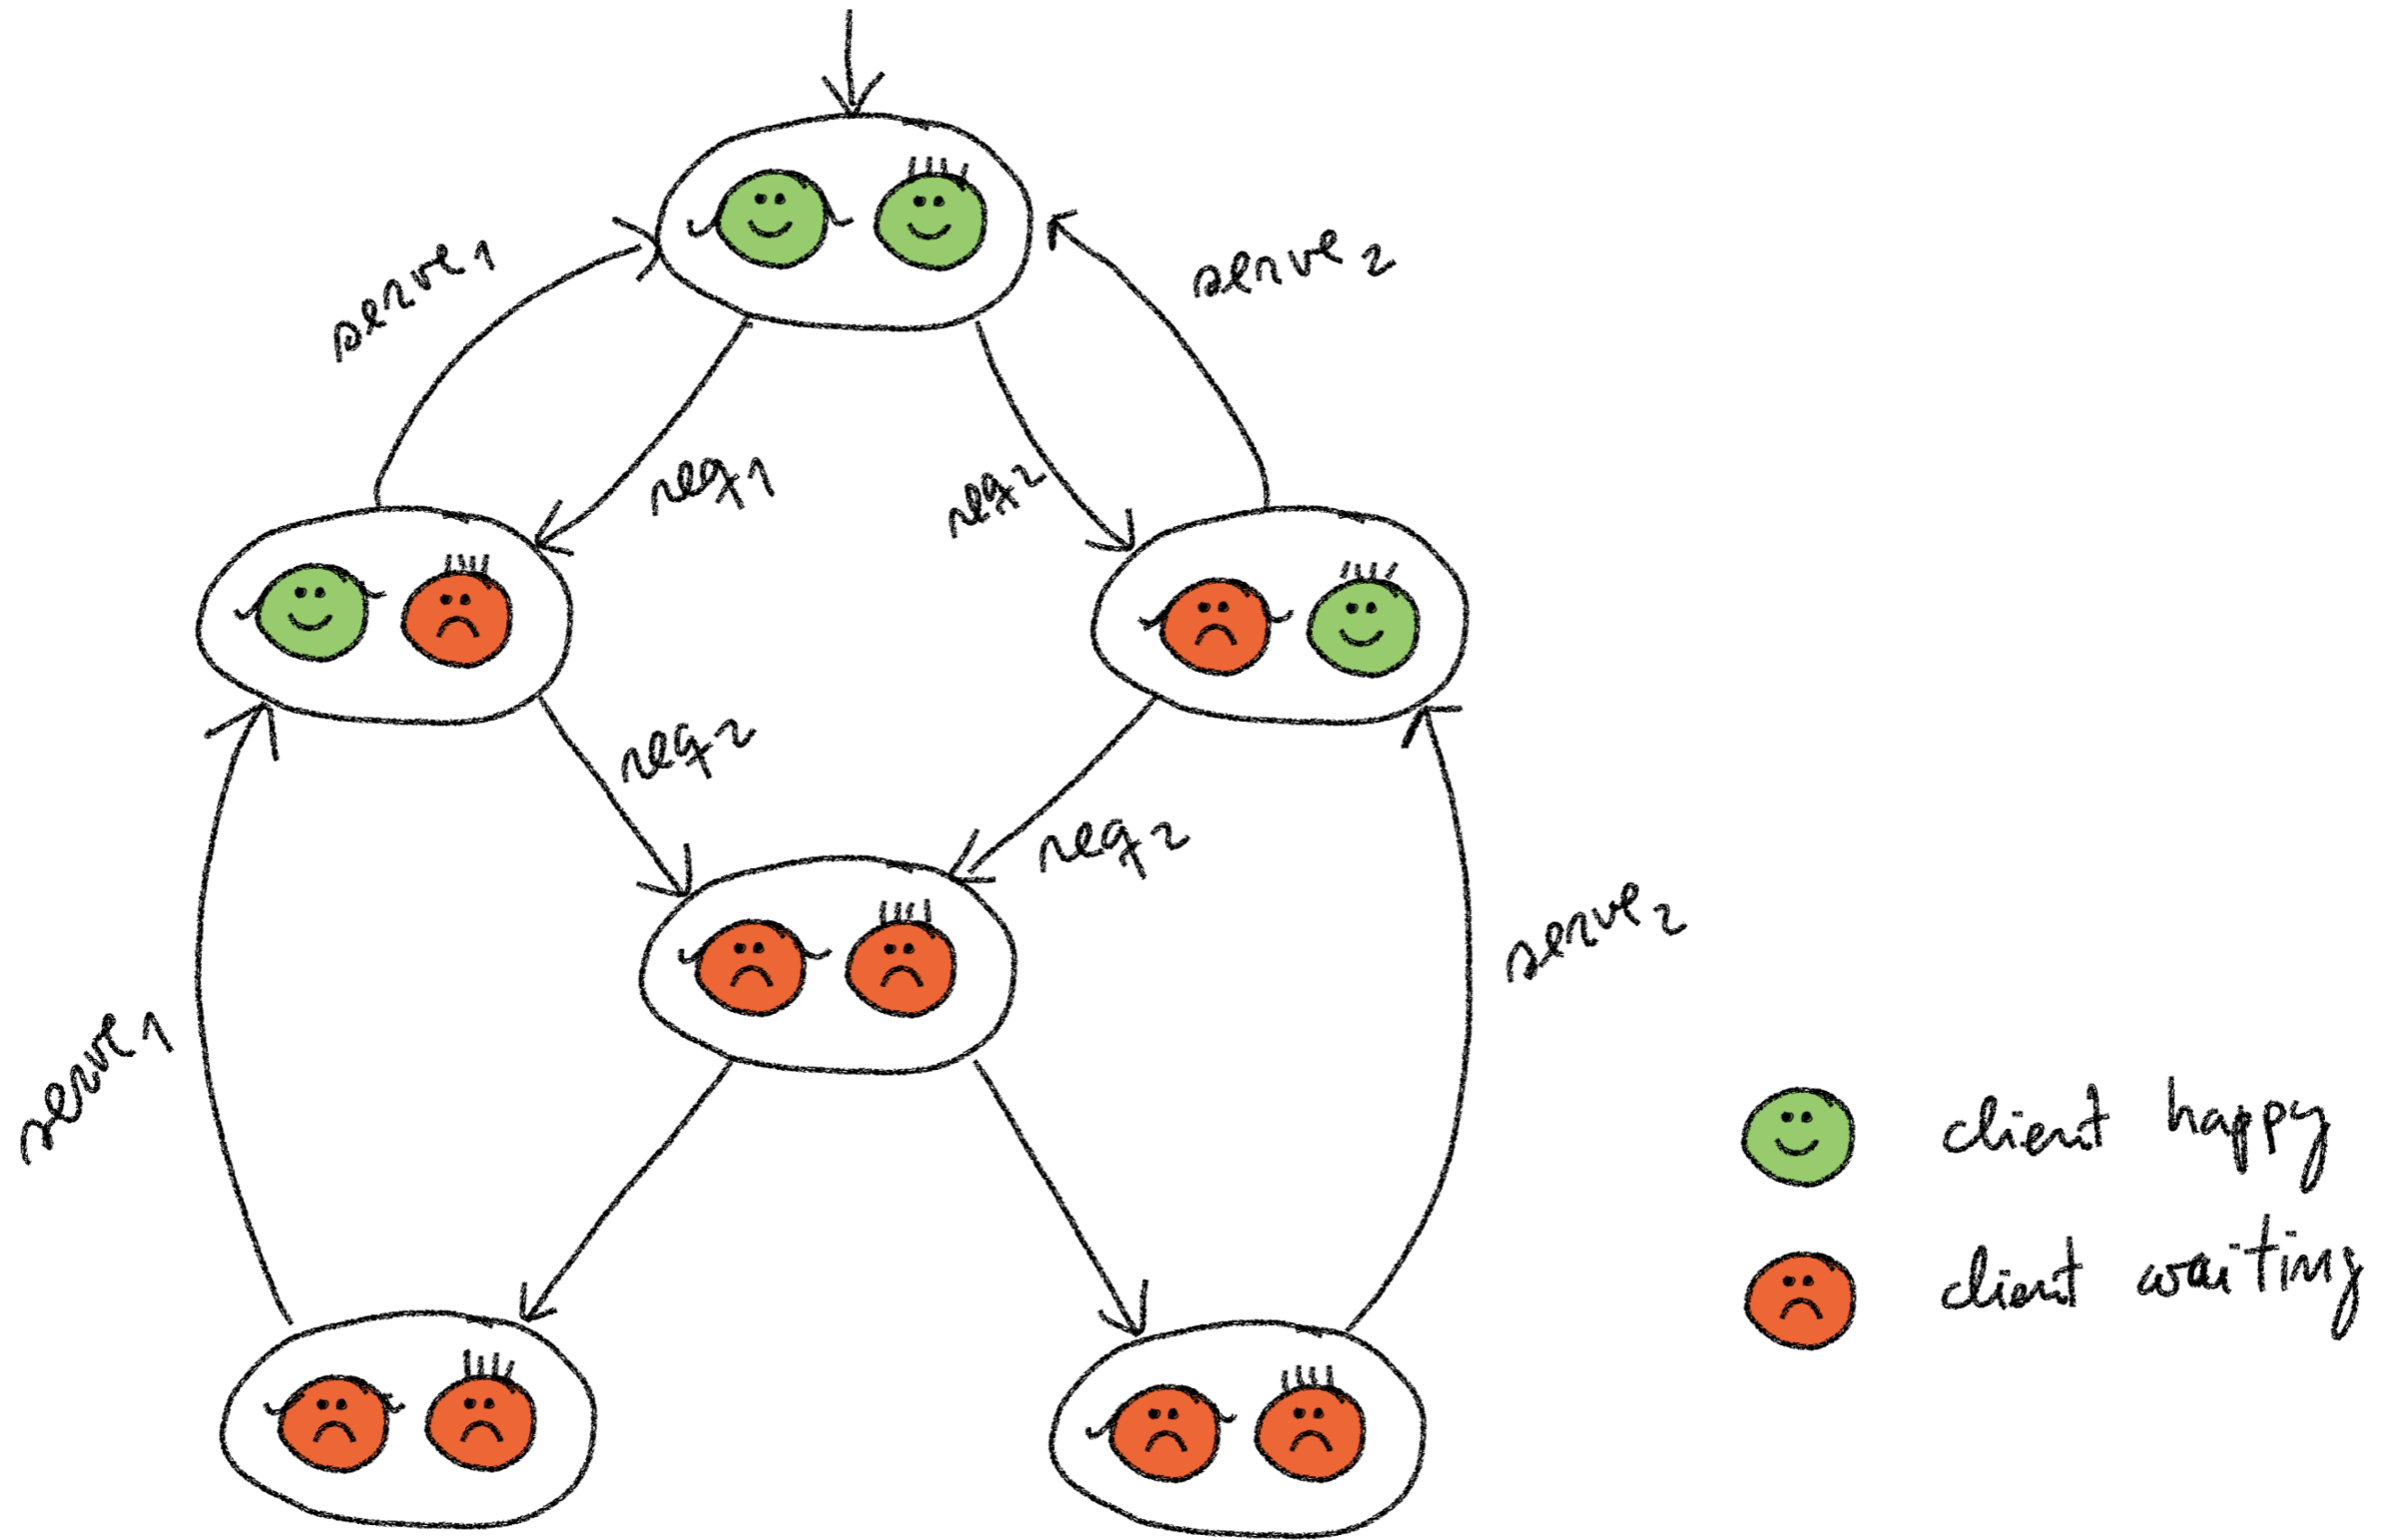 serve₁
serve₂
req₁
req₂
req₂
req₂
serve₂
serve₁
client happy
client waiting